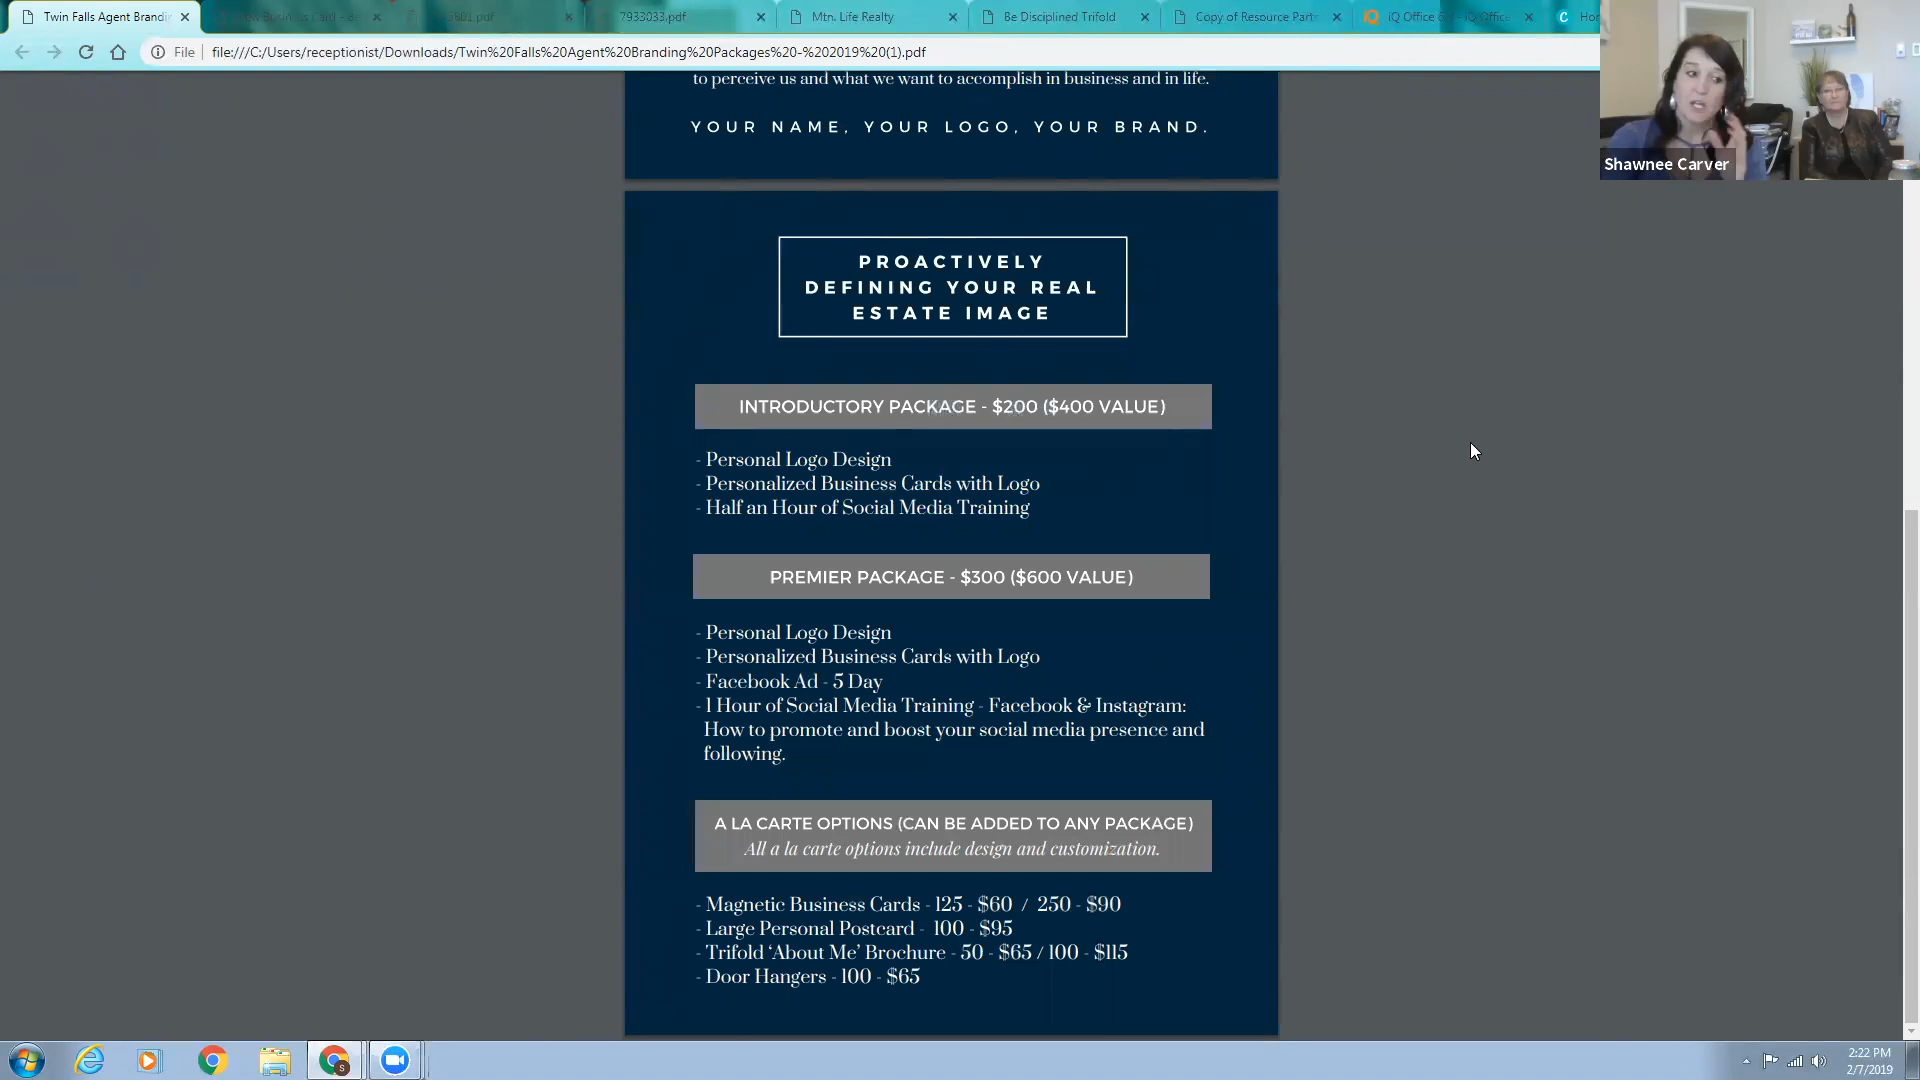 Twin Falls Agent Brandin
7933033.pdf
Mtn. Life Realty
Be Disciplined Trifold
Copy of Resource Part
iQ Office
File
file:///C:/Users/receptionist/Downloads/Twin%20Falls%20Agent%20Branding%20Packages%20-%202019%20(1).pdf
Shawnee Carver
to perceive us and what we want to accomplish in business and in life.
YOUR NAME, YOUR LOGO, YOUR BRAND.
PROACTIVELY
DEFINING YOUR REAL
ESTATE IMAGE
INTRODUCTORY PACKAGE - $200 ($400 VALUE)
- Personal Logo Design
- Personalized Business Cards with Logo
- Half an Hour of Social Media Training
PREMIER PACKAGE - $300 ($600 VALUE)
- Personal Logo Design
- Personalized Business Cards with Logo
- Facebook Ad - 5 Day
- 1 Hour of Social Media Training - Facebook & Instagram:
How to promote and boost your social media presence and
following.
A LA CARTE OPTIONS (CAN BE ADDED TO ANY PACKAGE)
All a la carte options include design and customization.
- Magnetic Business Cards - 125 - $60 / 250 - $90
- Large Personal Postcard - 100 - $95
- Trifold ‘About Me’ Brochure - 50 - $65 / 100 - $115
- Door Hangers - 100 - $65
2:22 PM
2/7/2019